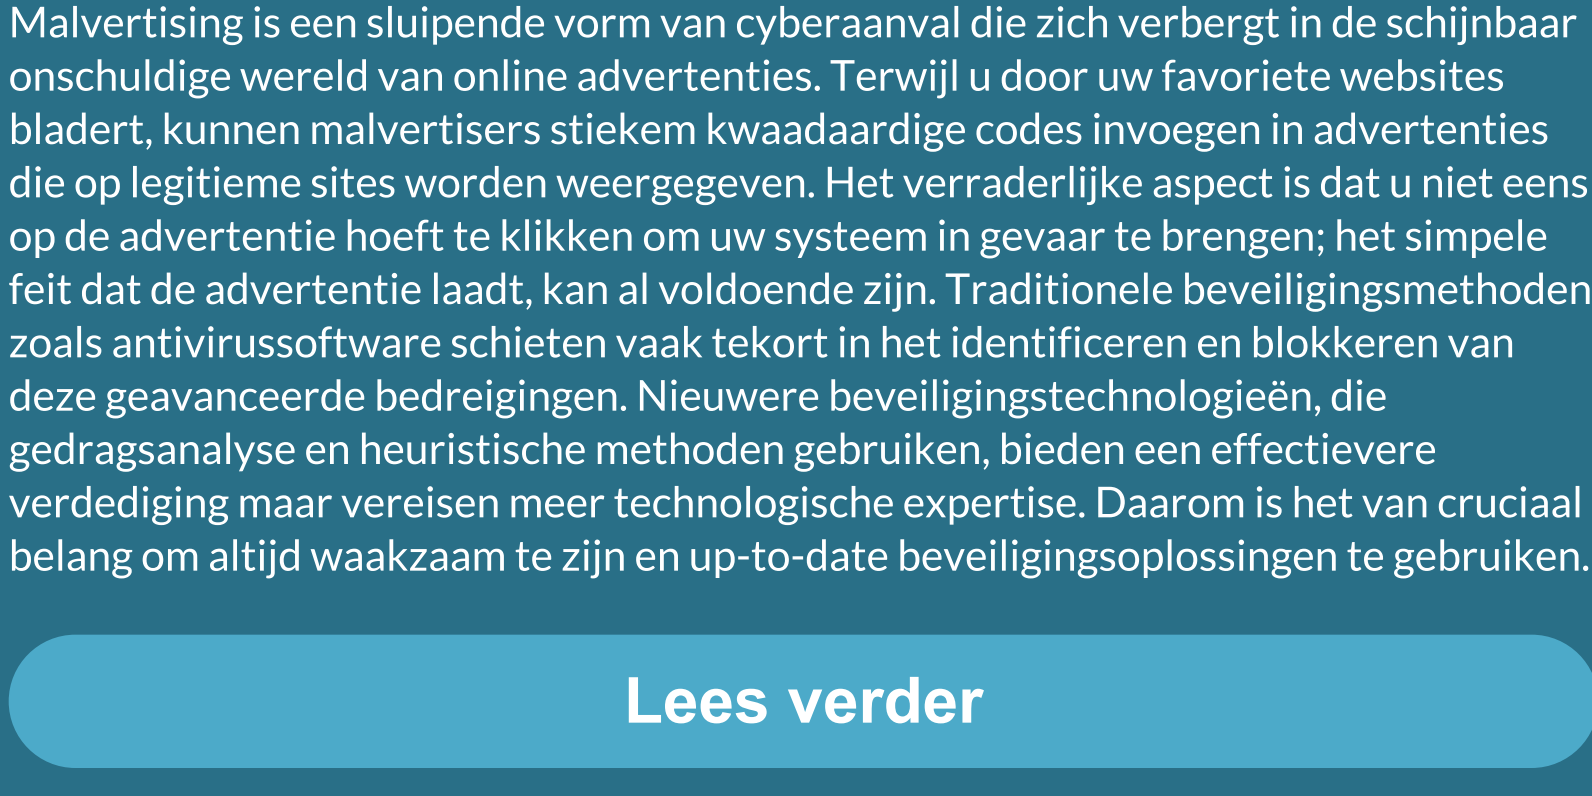 Malvertising is een sluipende vorm van cyberaanval die zich verbergt in de schijnbaar
onschuldige wereld van online advertenties. Terwijl u door uw favoriete websites
bladert, kunnen malvertisers stiekem kwaadaardige codes invoegen in advertenties
die op legitieme sites worden weergegeven. Het verraderlijke aspect is dat u niet eens
op de advertentie hoeft te klikken om uw systeem in gevaar te brengen; het simpele
feit dat de advertentie laadt, kan al voldoende zijn. Traditionele beveiligingsmethoden
zoals antivirussoftware schieten vaak tekort in het identificeren en blokkeren van
deze geavanceerde bedreigingen. Nieuwere beveiligingstechnologieën, die
gedragsanalyse en heuristische methoden gebruiken, bieden een effectievere
verdediging maar vereisen meer technologische expertise. Daarom is het van cruciaal
belang om altijd waakzaam te zijn en up-to-date beveiligingsoplossingen te gebruiken.
Lees verder